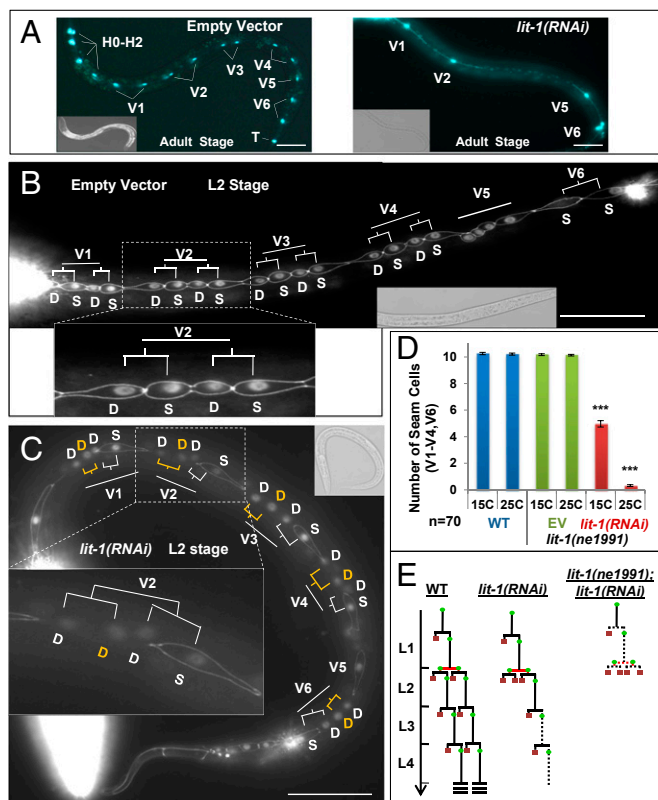 A
Empty Vector
H0-H2
V1
V2
V3
V4
V5
V6
T
Adult Stage
lit-1(RNAi)
V1
V2
V5
V6
Adult Stage
B
Empty Vector L2 Stage
V1
V2
V3
V4
V5
V6
D S D S
D S D S
D S D S
D S D S
S S
V2
D S D S
C
D D D S
D D D S
D D D S
D D D S
V1
V2
V3
V4
V5
V6
D D D S
lit-1(RNAi) L2 stage
V2
D D D S
D
Number of Seam Cells
(V1-V4,V6)
10
8
6
4
2
0
***
***
15C 25C 15C 25C 15C 25C
n=70 WT EV lit-1(RNAi)
lit-1(ne1991)
E
WT
lit-1(RNAi)
lit-1(ne1991);
lit-1(RNAi)
L1
L2
L3
L4